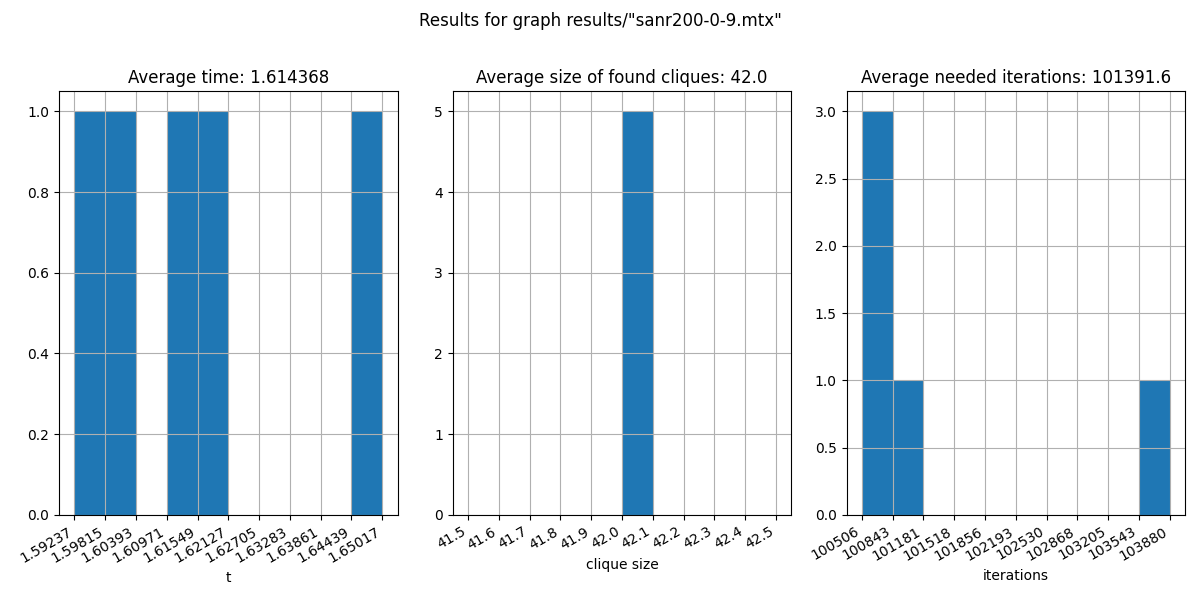 Results for graph results/"sanr200-0-9.mtx"
Average time: 1.614368
1.0
0.8
0.6
0.4
0.2
0.0
1.59237 1.59815 1.60393 1.60971 1.61549 1.62127 1.62705 1.63283 1.63861 1.64439 1.65017
t
Average size of found cliques: 42.0
5
4
3
2
1
0
41.5 41.6 41.7 41.8 41.9 42.0 42.1 42.2 42.3 42.4 42.5
clique size
Average needed iterations: 101391.6
3.0
2.5
2.0
1.5
1.0
0.5
0.0
100506 100843 101181 101518 101856 102193 102530 102868 103205 103543 103880
iterations